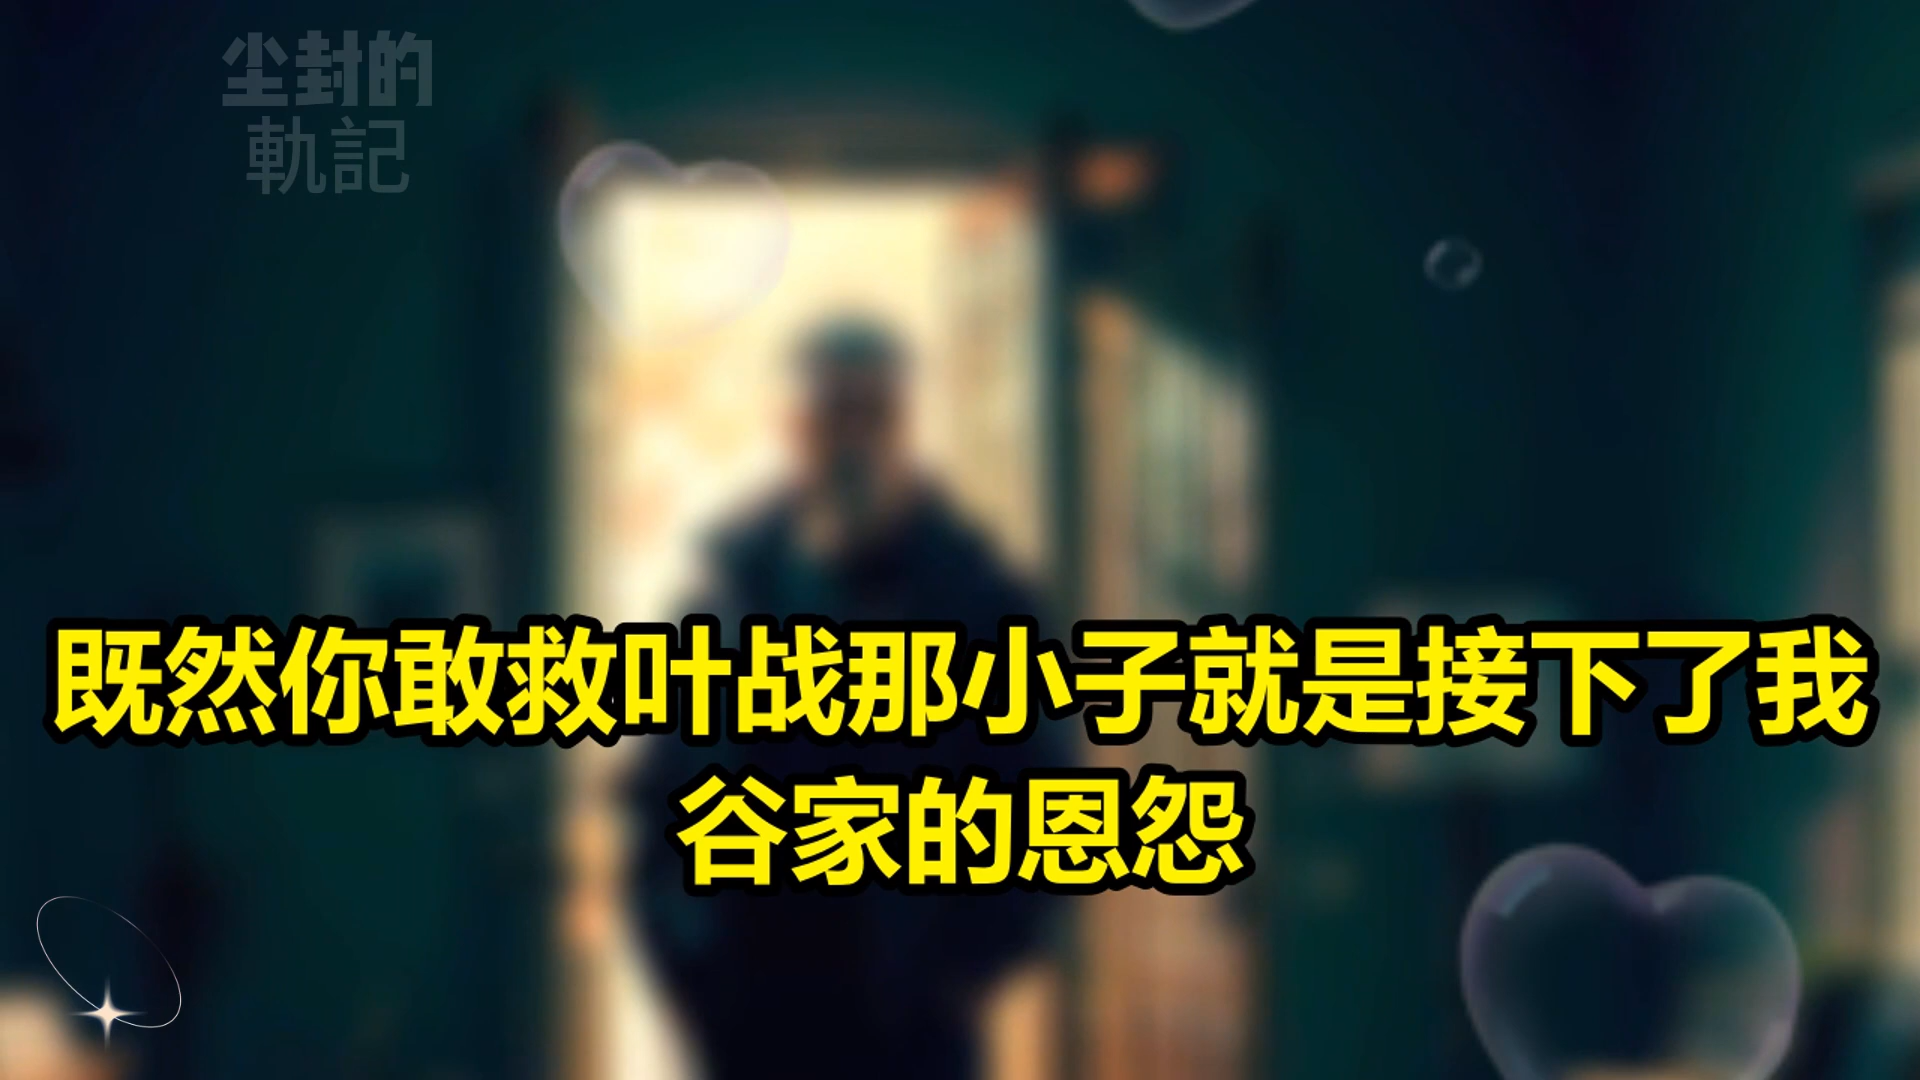 尘封的
軌記
既然你敢救叶战那小子就是接下了我
谷家的恩怨